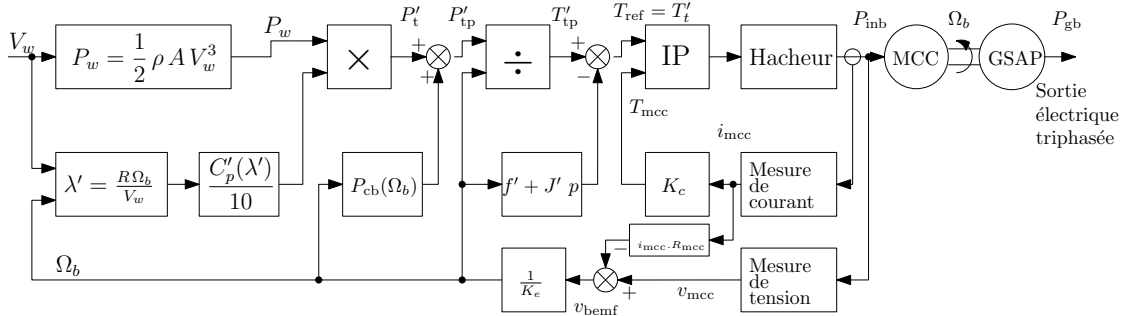 V_w
P_w = 1/2 ρ A V_w^3
P_w
×
P'_t
+
+
P'_tp
÷
T'_tp
+
−
T_ref = T'_t
IP
T_mcc
Hacheur
P_inb
MCC
Ω_b
GSAP
P_gb
Sortie
électrique
triphasée
λ' = R Ω_b / V_w
C'_p(λ') / 10
P_cb(Ω_b)
f' + J' p
K_c
i_mcc
Mesure
de
courant
i_mcc.R_mcc
−
Ω_b
1/K_e
v_bemf
+
v_mcc
Mesure
de
tension